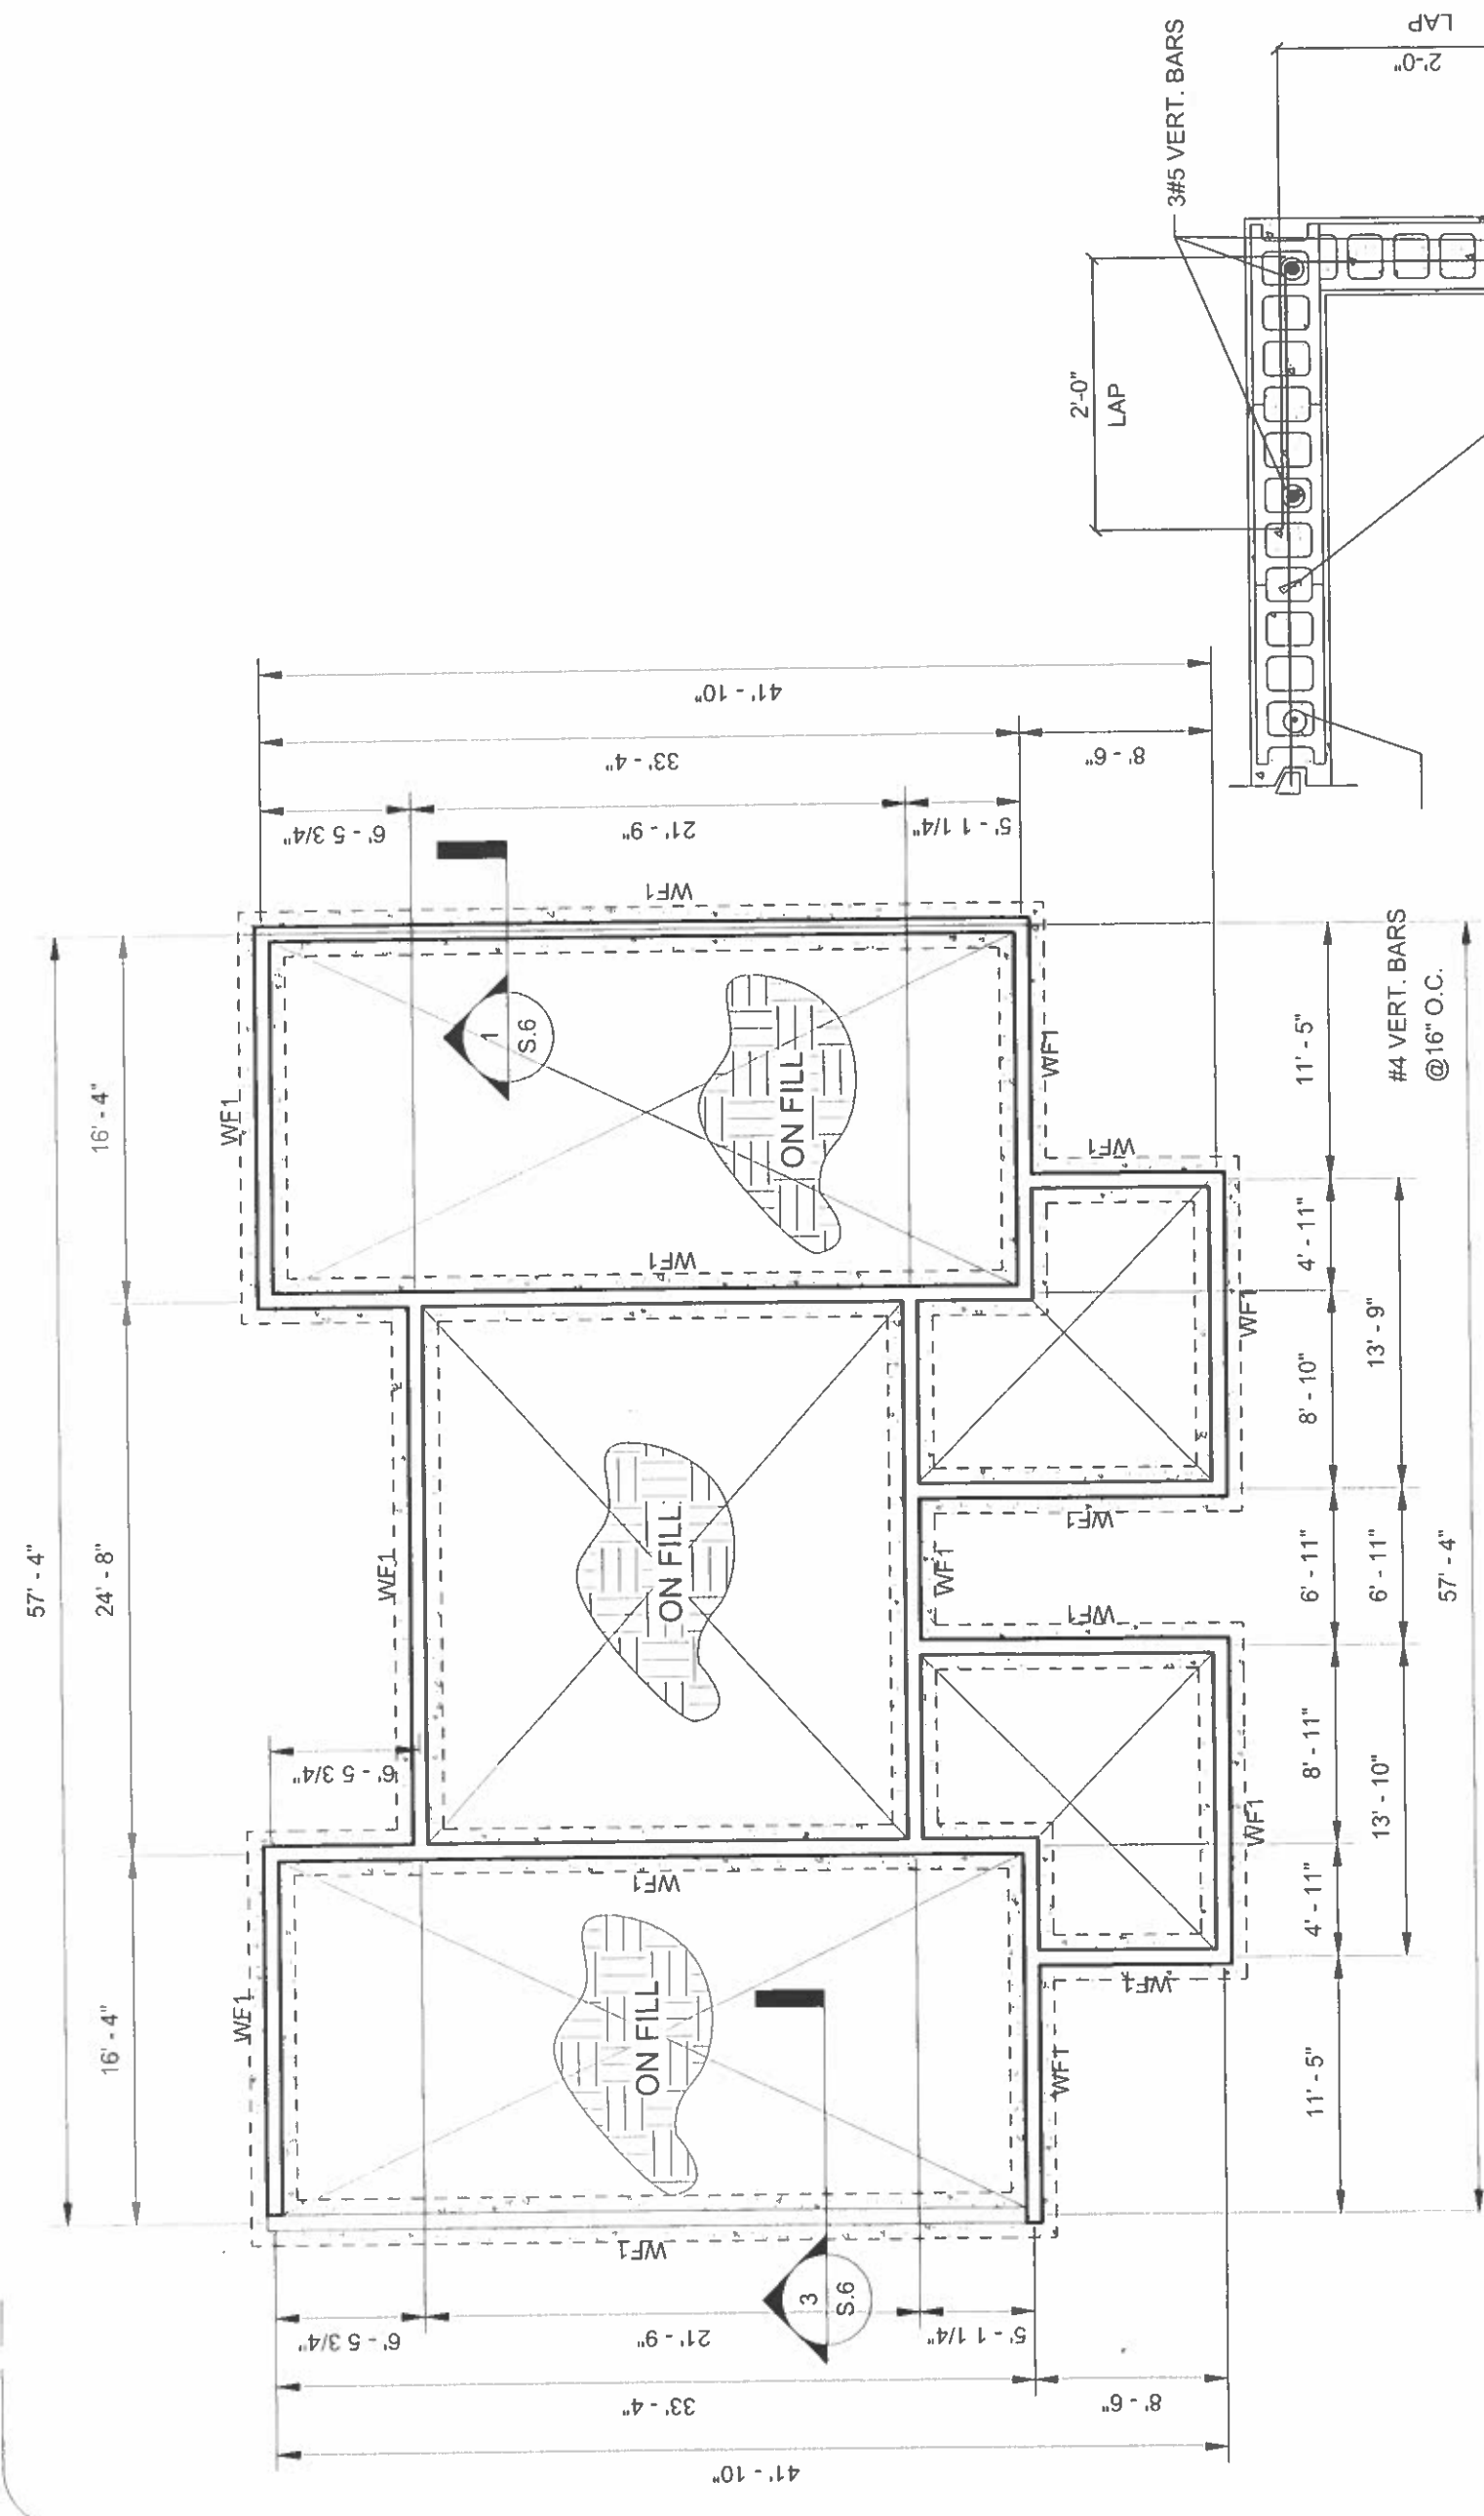 57' - 4"
16' - 4"
24' - 8"
16' - 4"
WF1
WF1
WF1
6' - 5 3/4"
6' - 5 3/4"
21' - 9"
5' - 1 1/4"
33' - 4"
8' - 6"
41' - 10"
6' - 5 3/4"
21' - 9"
5' - 1 1/4"
33' - 4"
8' - 6"
41' - 10"
WF1
WF1
WF1
WF1
ON FILL
ON FILL
ON FILL
1
S.6
3
S.6
WF1
WF1
WF1
WF1
WF1
WF1
WF1
WF1
WF1
11' - 5"
4' - 11"
8' - 11"
6' - 11"
8' - 10"
4' - 11"
11' - 5"
13' - 10"
6' - 11"
13' - 9"
57' - 4"
#4 VERT. BARS
@16" O.C.
2'-0"
LAP
3#5 VERT. BARS
2'-0"
LAP